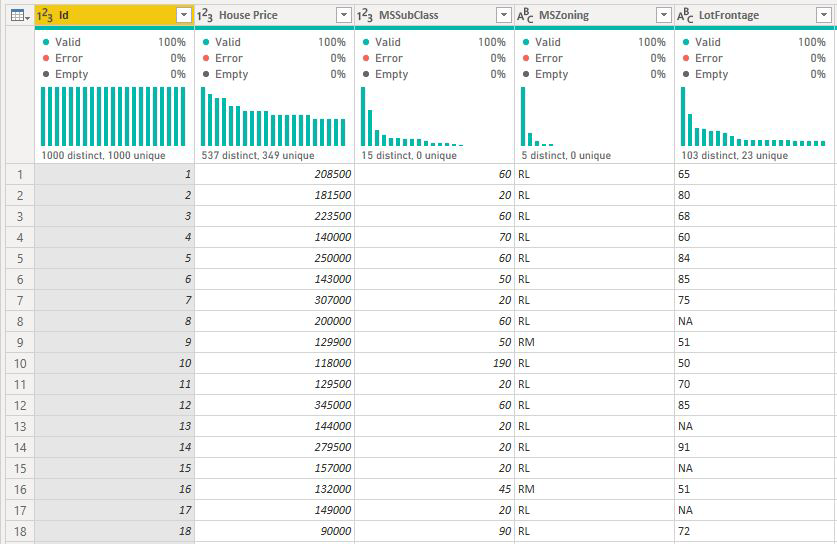 1²3 Id 1²3 House Price 1²3 MSSubClass ABC MSZoning ABC LotFrontage
Valid 100% Valid 100% Valid 100% Valid 100% Valid 100%
Error 0% Error 0% Error 0% Error 0% Error 0%
Empty 0% Empty 0% Empty 0% Empty 0% Empty 0%
1000 distinct, 1000 unique 537 distinct, 349 unique 15 distinct, 0 unique 5 distinct, 0 unique 103 distinct, 23 unique
1 1 208500 60 RL 65
2 2 181500 20 RL 80
3 3 223500 60 RL 68
4 4 140000 70 RL 60
5 5 250000 60 RL 84
6 6 143000 50 RL 85
7 7 307000 20 RL 75
8 8 200000 60 RL NA
9 9 129900 50 RM 51
10 10 118000 190 RL 50
11 11 129500 20 RL 70
12 12 345000 60 RL 85
13 13 144000 20 RL NA
14 14 279500 20 RL 91
15 15 157000 20 RL NA
16 16 132000 45 RM 51
17 17 149000 20 RL NA
18 18 90000 90 RL 72